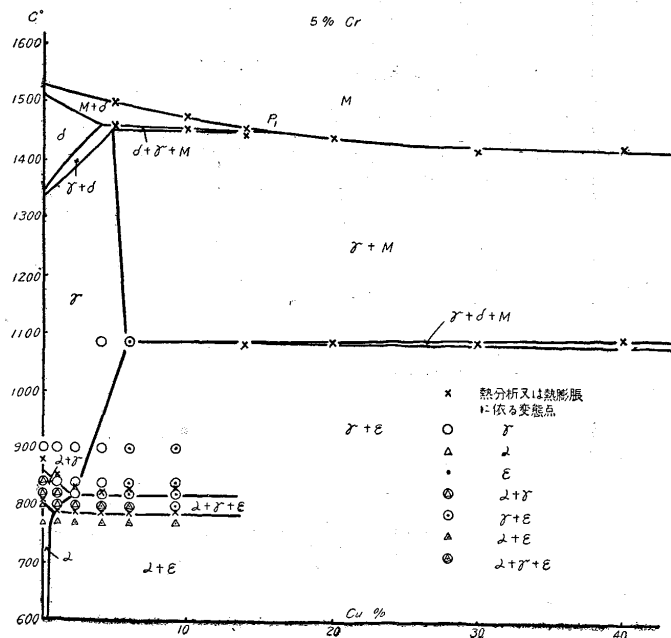 5% Cr
C°
1600
1500
1400
1300
1200
1100
1000
900
800
700
600
M
M+δ
P₁
δ
δ+γ+M
γ+δ
γ+M
γ
γ+δ+M
γ+ε
α+γ
α+γ+ε
α
α+ε
× 熱分析又は熱膨脹
に依る変態点
○ γ
△ α
• ε
α+γ
γ+ε
α+ε
α+γ+ε
10
20
30
40
Cu %